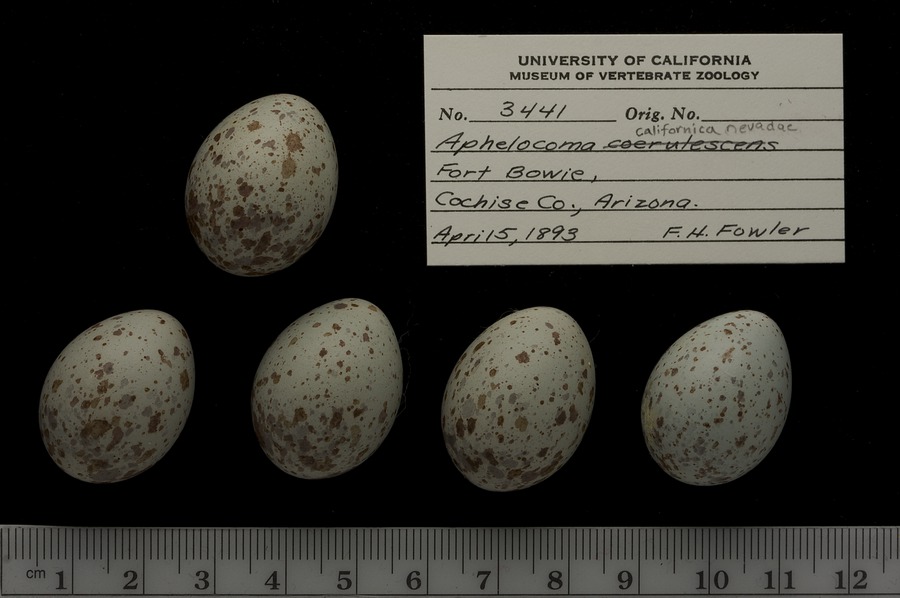 UNIVERSITY OF CALIFORNIA
MUSEUM OF VERTEBRATE ZOOLOGY
No. 3441 Orig. No.
californica nevadae
Aphelocoma coerulescens
Fort Bowie,
Cochise Co., Arizona.
April 15, 1893 F.H. Fowler
cm 1 2 3 4 5 6 7 8 9 10 11 12